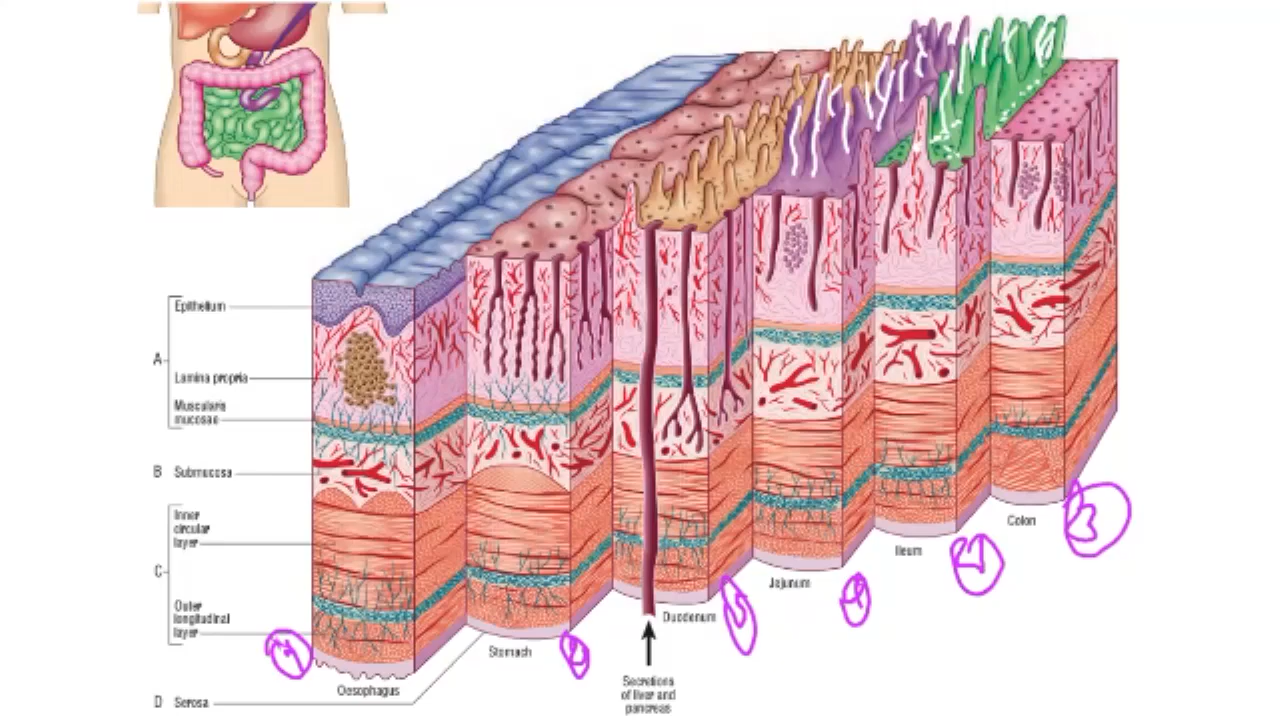 Epithelium
A
Lamina propria
Muscularis
mucosae
B Submucosa
Inner
circular
layer
C
Outer
longitudinal
layer
D Serosa
Oesophagus
Stomach
Duodenum
Secretions
of liver and
pancreas
Jejunum
Ileum
Colon